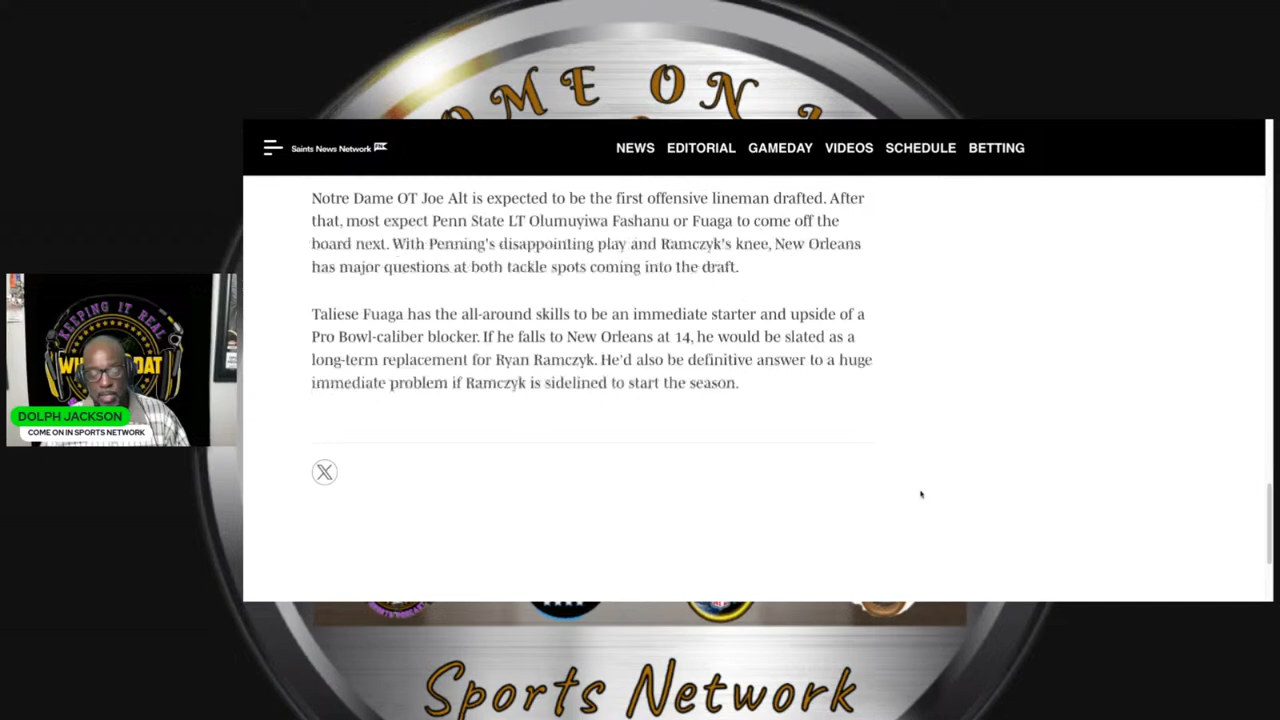 OME ON I
Saints News Network
NEWS EDITORIAL GAMEDAY VIDEOS SCHEDULE BETTING
Notre Dame OT Joe Alt is expected to be the first offensive lineman drafted. After
that, most expect Penn State LT Olumuyiwa Fashanu or Fuaga to come off the
board next. With Penning's disappointing play and Ramczyk's knee, New Orleans
has major questions at both tackle spots coming into the draft.
Taliese Fuaga has the all-around skills to be an immediate starter and upside of a
Pro Bowl-caliber blocker. If he falls to New Orleans at 14, he would be slated as a
long-term replacement for Ryan Ramczyk. He'd also be definitive answer to a huge
immediate problem if Ramczyk is sidelined to start the season.
KEEPING IT REAL
DAT
DOLPH JACKSON
COME ON IN SPORTS NETWORK
Sports Network